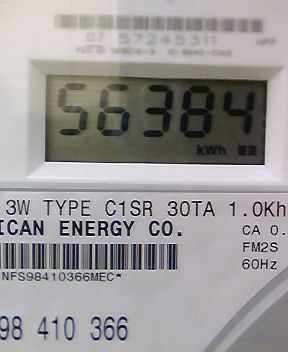 07 57245311
56384
kWh
3W TYPE C1SR 30TA 1.0Kh
ICAN ENERGY CO.
CA 0.
FM2S
60Hz
NFS98410366MEC*
98 410 366